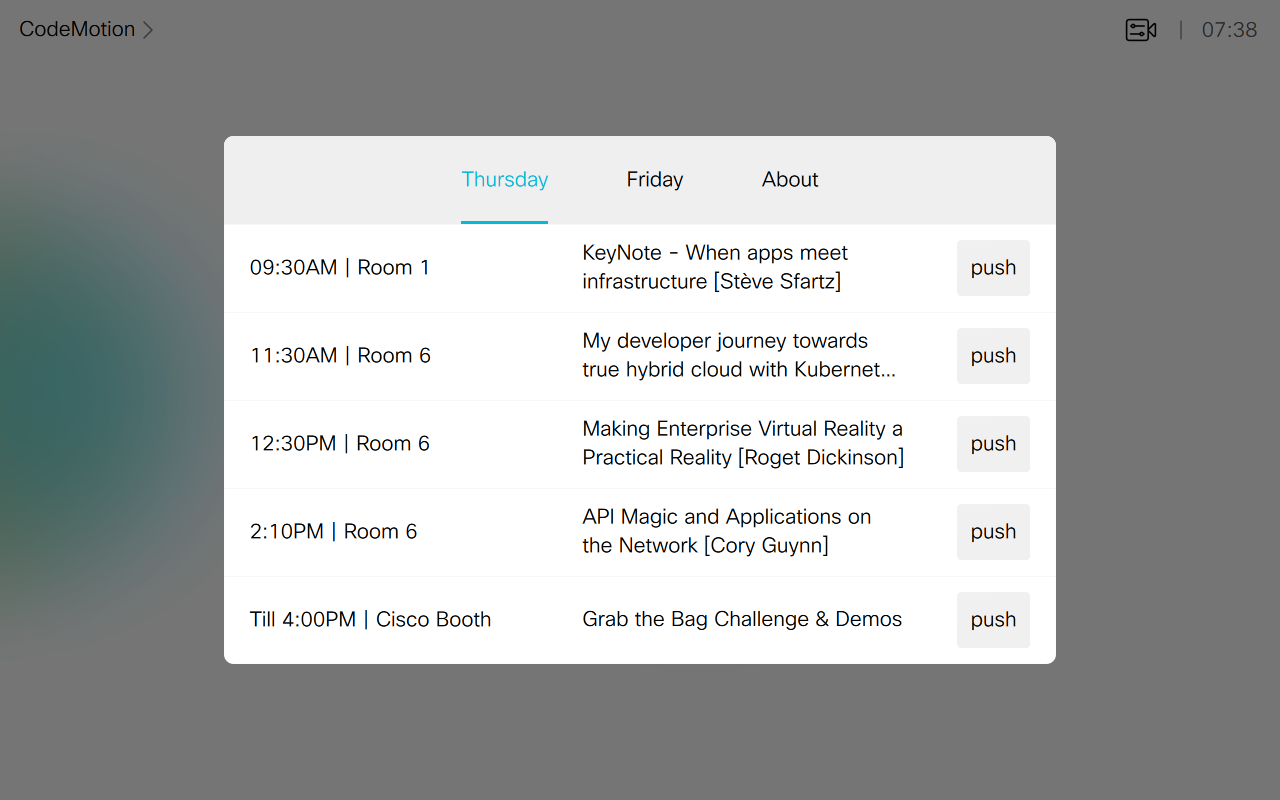 CodeMotion
| 07:38
Thursday Friday About
09:30AM | Room 1
KeyNote - When apps meet
infrastructure [Stève Sfartz]
push
11:30AM | Room 6
My developer journey towards
true hybrid cloud with Kubernet...
push
12:30PM | Room 6
Making Enterprise Virtual Reality a
Practical Reality [Roget Dickinson]
push
2:10PM | Room 6
API Magic and Applications on
the Network [Cory Guynn]
push
Till 4:00PM | Cisco Booth
Grab the Bag Challenge & Demos
push